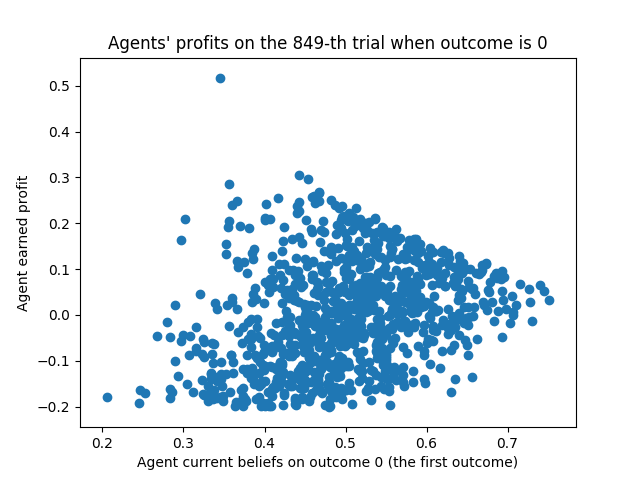 Agents' profits on the 849-th trial when outcome is 0
0.5
0.4
0.3
0.2
0.1
0.0
−0.1
−0.2
Agent earned profit
0.2 0.3 0.4 0.5 0.6 0.7
Agent current beliefs on outcome 0 (the first outcome)